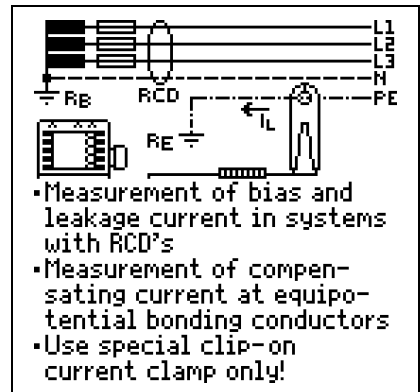 L1
L2
L3
N
RB RCD PE
IL
RE
▪Measurement of bias and
leakage current in systems
with RCD's
▪Measurement of compen-
sating current at equipo-
tential bonding conductors
▪Use special clip-on
current clamp only!